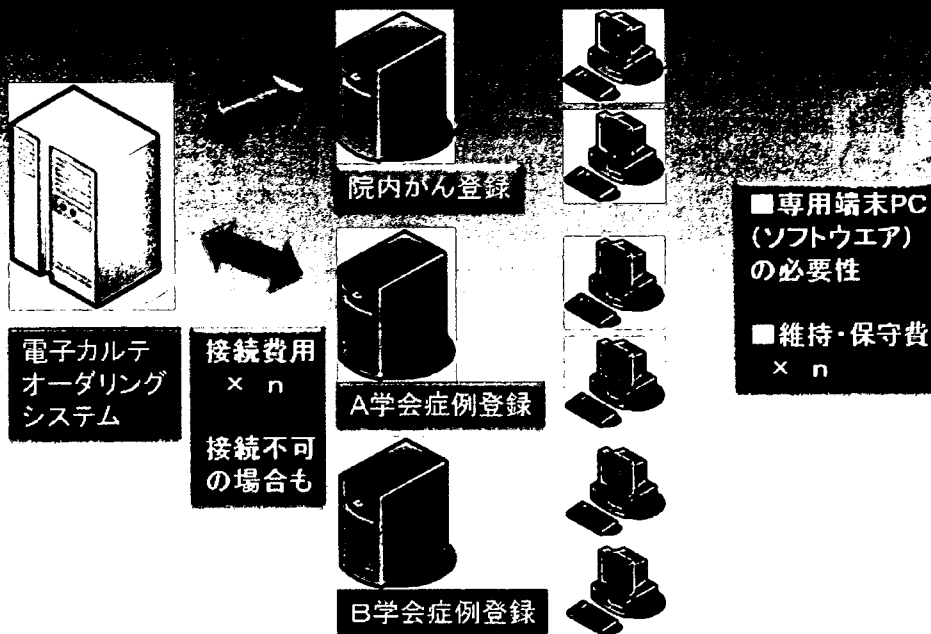 院内がん登録
■専用端末PC
(ソフトウエア)
の必要性
■維持・保守費
× n
電子カルテ
オーダリング
システム
接続費用
× n
接続不可
の場合も
A学会症例登録
B学会症例登録